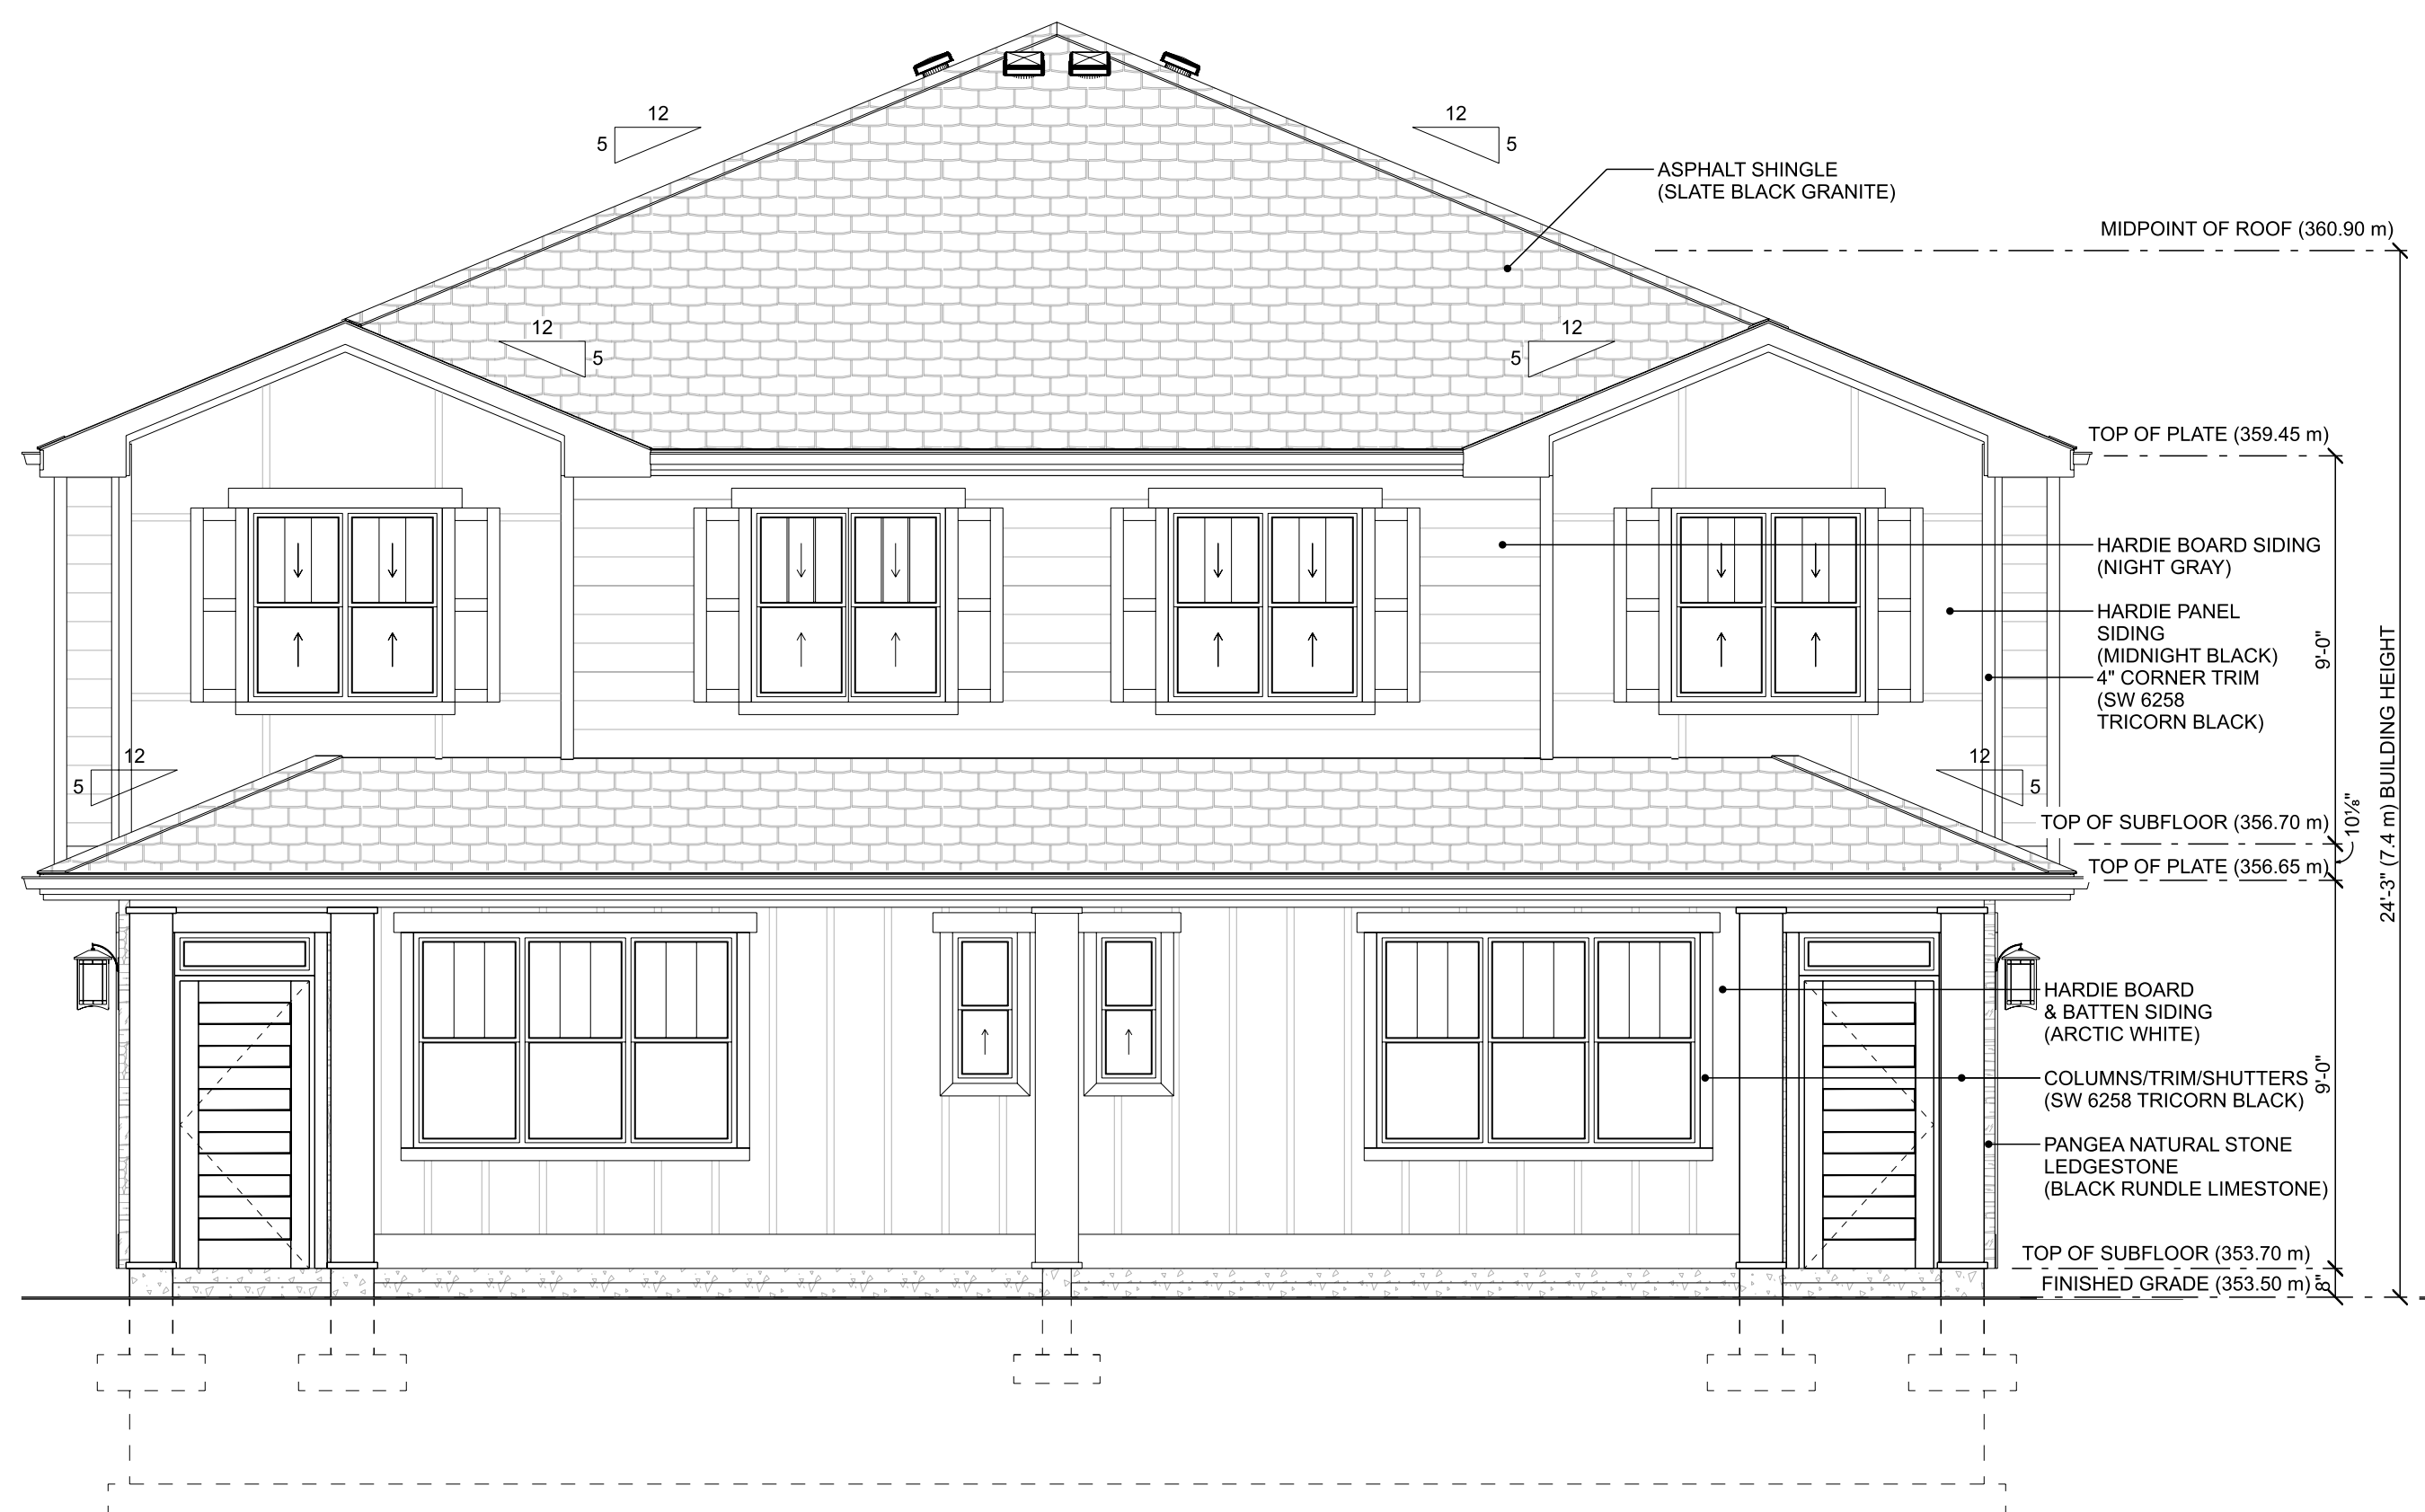 12
5
12
5
ASPHALT SHINGLE
(SLATE BLACK GRANITE)
MIDPOINT OF ROOF (360.90 m)
12
5
12
5
TOP OF PLATE (359.45 m)
HARDIE BOARD SIDING
(NIGHT GRAY)
HARDIE PANEL
SIDING
(MIDNIGHT BLACK)
4" CORNER TRIM
(SW 6258
TRICORN BLACK)
9'-0"
24'-3" (7.4 m) BUILDING HEIGHT
12
5
12
5
TOP OF SUBFLOOR (356.70 m)
10⅛"
TOP OF PLATE (356.65 m)
HARDIE BOARD
& BATTEN SIDING
(ARCTIC WHITE)
9'-0"
COLUMNS/TRIM/SHUTTERS
(SW 6258 TRICORN BLACK)
PANGEA NATURAL STONE
LEDGESTONE
(BLACK RUNDLE LIMESTONE)
TOP OF SUBFLOOR (353.70 m)
FINISHED GRADE (353.50 m)
8"